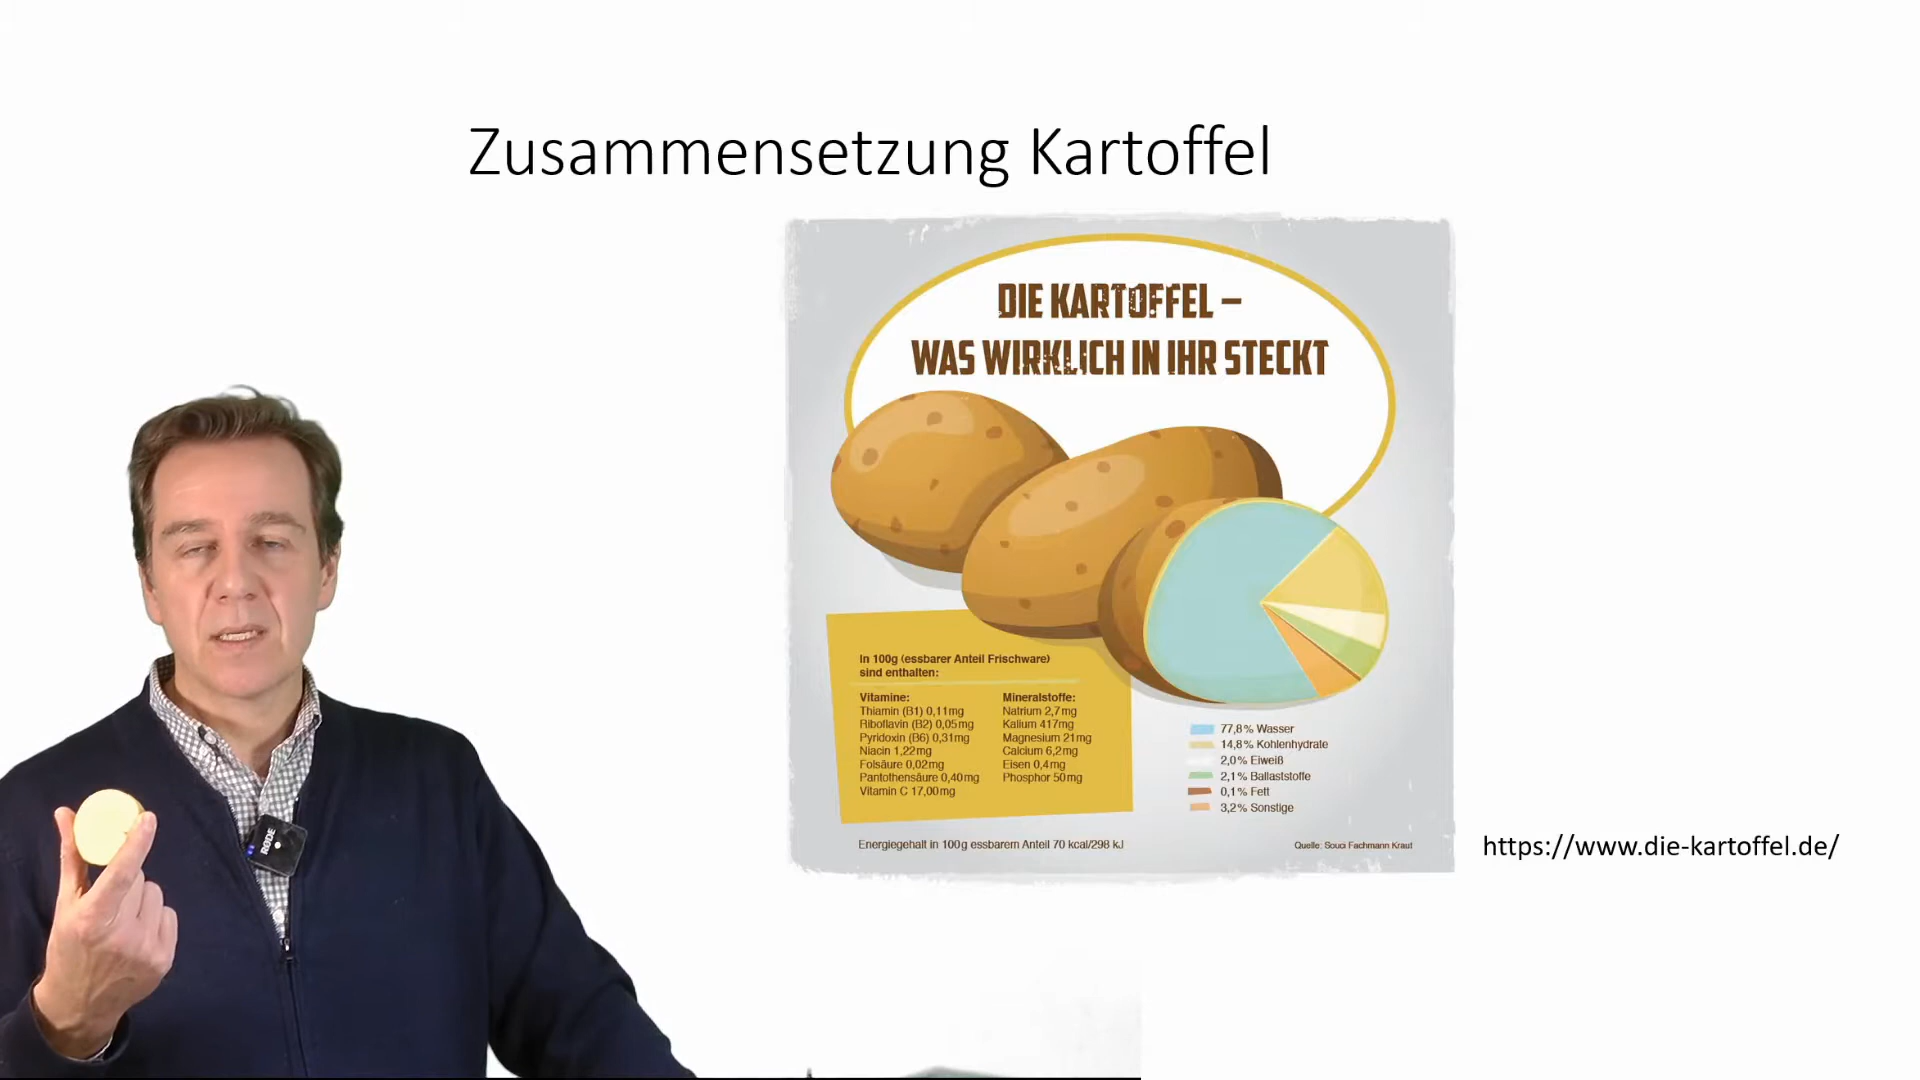 Zusammensetzung Kartoffel
DIE KARTOFFEL –
WAS WIRKLICH IN IHR STECKT
In 100g (essbarer Anteil Frischware)
sind enthalten:
Vitamine:
Thiamin (B1) 0,11mg
Riboflavin (B2) 0,05mg
Pyridoxin (B6) 0,31mg
Niacin 1,22mg
Folsäure 0,02mg
Pantothensäure 0,40mg
Vitamin C 17,00mg
Mineralstoffe:
Natrium 2,7mg
Kalium 417mg
Magnesium 21mg
Calcium 6,2mg
Eisen 0,4mg
Phosphor 50mg
77,8% Wasser
14,8% Kohlenhydrate
2,0% Eiweiß
2,1% Ballaststoffe
0,1% Fett
3,2% Sonstige
Energiegehalt in 100g essbarem Anteil 70 kcal/298 kJ
Quelle: Souci Fachmann Kraut
https://www.die-kartoffel.de/
RØDE